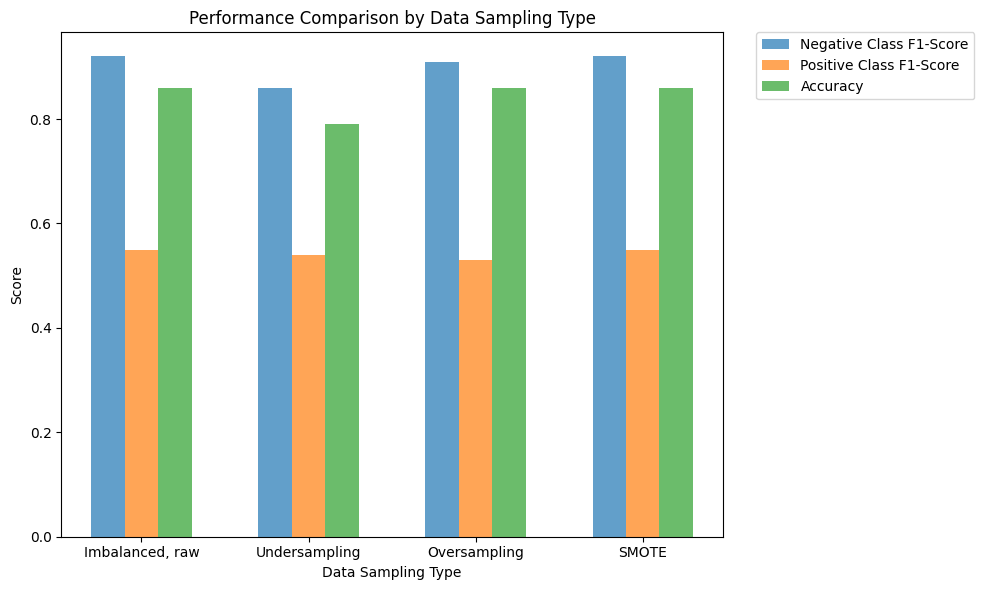 Performance Comparison by Data Sampling Type
Negative Class F1-Score
Positive Class F1-Score
Accuracy
Score
0.8
0.6
0.4
0.2
0.0
Imbalanced, raw
Undersampling
Oversampling
SMOTE
Data Sampling Type